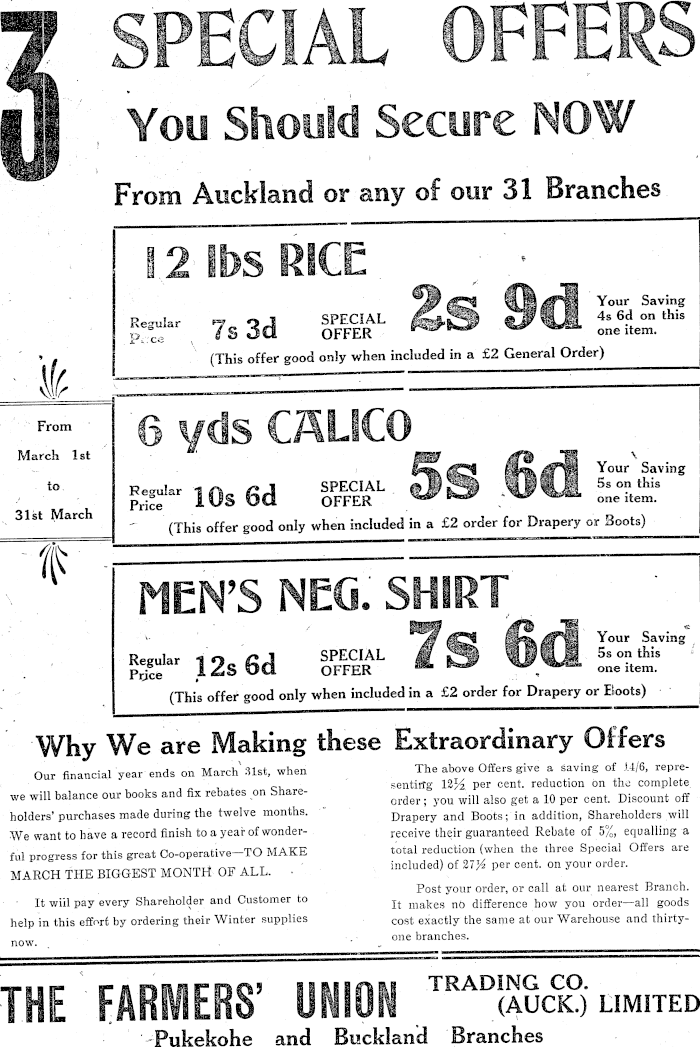 3 SPECIAL OFFERS
You Should Secure NOW
From Auckland or any of our 31 Branches
12 lbs RICE
Regular Price 7s 3d SPECIAL OFFER 2s 9d Your Saving 4s 6d on this one item.
(This offer good only when included in a £2 General Order)
From
March 1st
to
31st March
6 yds CALICO
Regular Price 10s 6d SPECIAL OFFER 5s 6d Your Saving 5s on this one item.
(This offer good only when included in a £2 order for Drapery or Boots)
MEN'S NEG. SHIRT
Regular Price 12s 6d SPECIAL OFFER 7s 6d Your Saving 5s on this one item.
(This offer good only when included in a £2 order for Drapery or Boots)
Why We are Making these Extraordinary Offers
Our financial year ends on March 31st, when
we will balance our books and fix rebates on Share-
holders' purchases made during the twelve months.
We want to have a record finish to a year of wonder-
ful progress for this great Co-operative—TO MAKE
MARCH THE BIGGEST MONTH OF ALL.
It will pay every Shareholder and Customer to
help in this effort by ordering their Winter supplies
now.
The above Offers give a saving of 14/6, repre-
senting 12½ per cent. reduction on the complete
order; you will also get a 10 per cent. Discount off
Drapery and Boots; in addition, Shareholders will
receive their guaranteed Rebate of 5%, equalling a
total reduction (when the three Special Offers are
included) of 27½ per cent. on your order.
Post your order, or call at our nearest Branch.
It makes no difference how you order—all goods
cost exactly the same at our Warehouse and thirty-
one branches.
THE FARMERS' UNION TRADING CO.
(AUCK.) LIMITED
Pukekohe and Buckland Branches